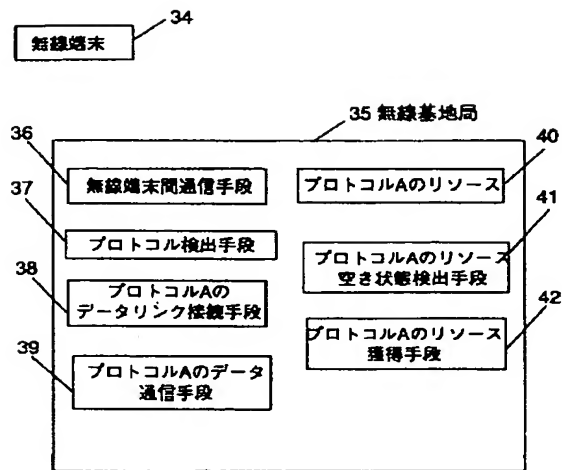 34
無線端末
35 無線基地局
36
無線端末間通信手段
37
プロトコル検出手段
38
プロトコルAの
データリンク接続手段
39
プロトコルAのデータ
通信手段
40
プロトコルAのリソース
41
プロトコルAのリソース
空き状態検出手段
42
プロトコルAのリソース
獲得手段